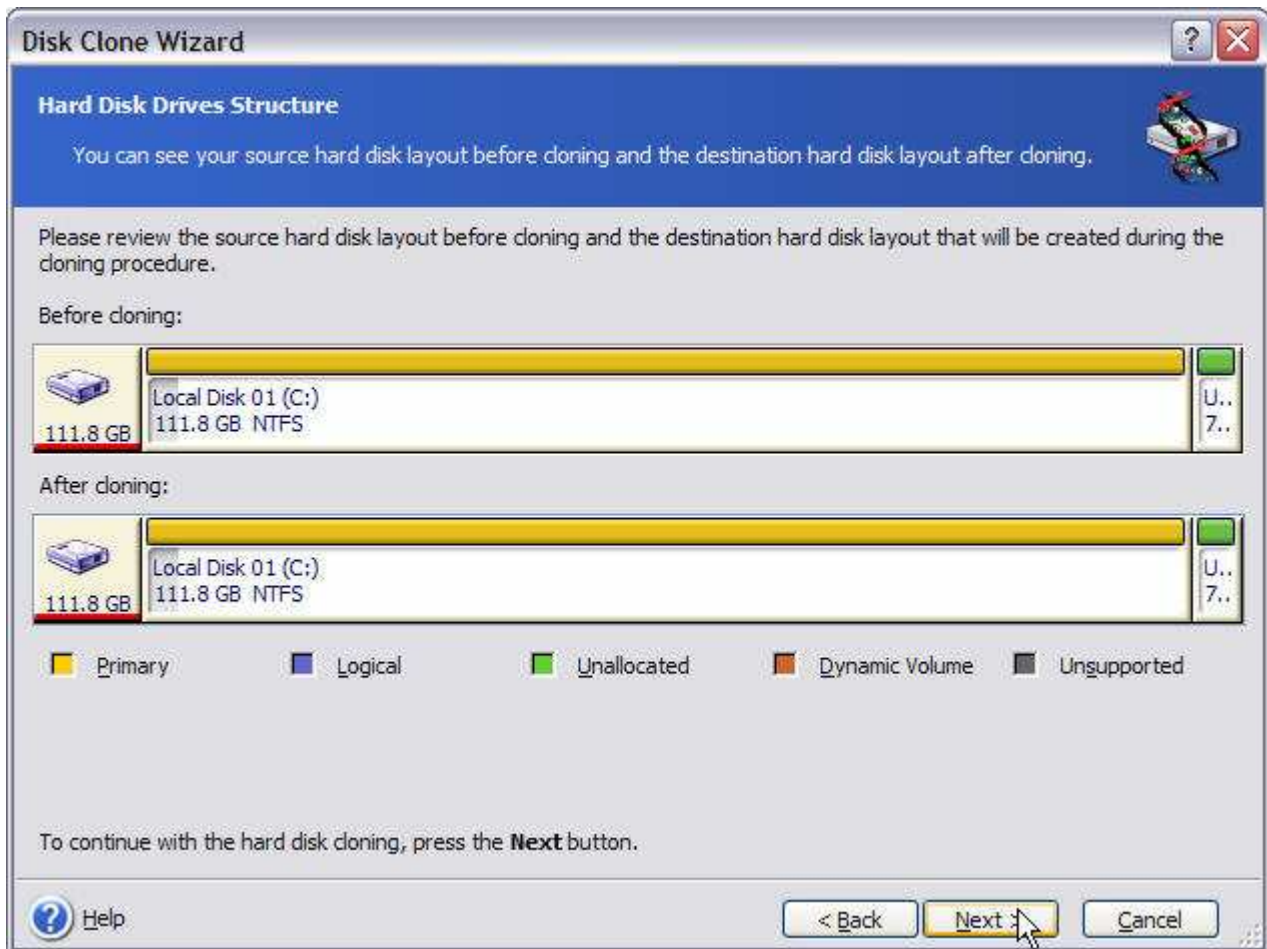 Disk Clone Wizard
Hard Disk Drives Structure
You can see your source hard disk layout before cloning and the destination hard disk layout after cloning.
Please review the source hard disk layout before cloning and the destination hard disk layout that will be created during the
cloning procedure.
Before cloning:
111.8 GB
Local Disk 01 (C:)
111.8 GB NTFS
U..
7..
After cloning:
111.8 GB
Local Disk 01 (C:)
111.8 GB NTFS
U..
7..
Primary Logical Unallocated Dynamic Volume Unsupported
To continue with the hard disk cloning, press the Next button.
Help < Back Next > Cancel